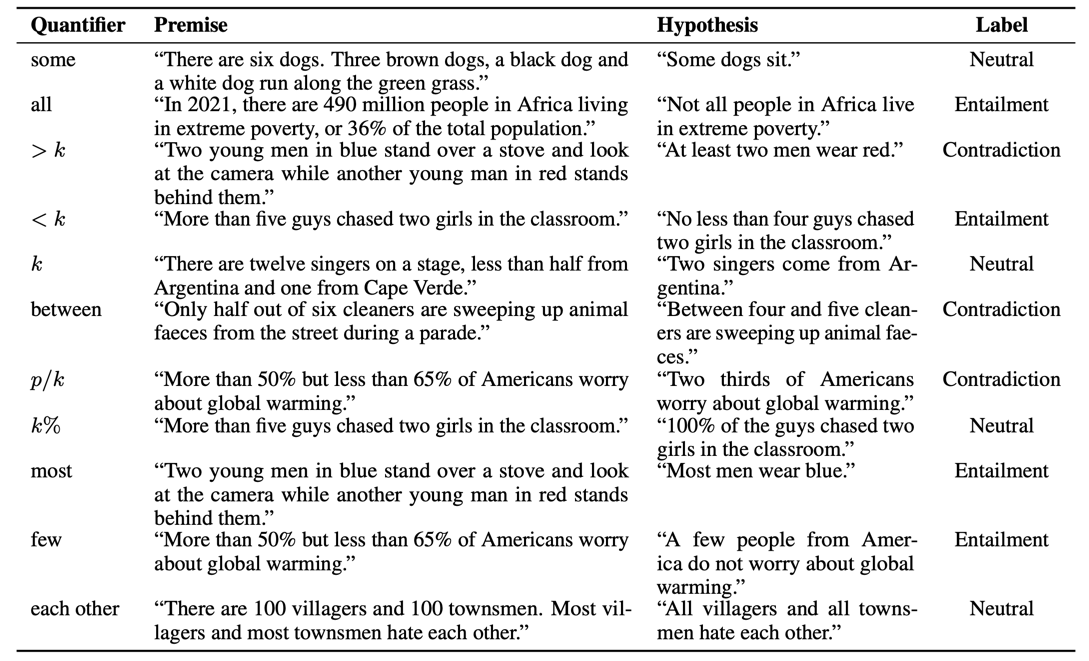 Quantifier Premise Hypothesis Label
some “There are six dogs. Three brown dogs, a black dog and “Some dogs sit.” Neutral
a white dog run along the green grass.”
all “In 2021, there are 490 million people in Africa living “Not all people in Africa live Entailment
in extreme poverty, or 36% of the total population.” in extreme poverty.”
> k “Two young men in blue stand over a stove and look “At least two men wear red.” Contradiction
at the camera while another young man in red stands
behind them.”
< k “More than five guys chased two girls in the classroom.” “No less than four guys chased Entailment
two girls in the classroom.”
k “There are twelve singers on a stage, less than half from “Two singers come from Ar- Neutral
Argentina and one from Cape Verde.” gentina.”
between “Only half out of six cleaners are sweeping up animal “Between four and five clean- Contradiction
faeces from the street during a parade.” ers are sweeping up animal fae-
ces.”
p/k “More than 50% but less than 65% of Americans worry “Two thirds of Americans Contradiction
about global warming.” worry about global warming.”
k% “More than five guys chased two girls in the classroom.” “100% of the guys chased two Neutral
girls in the classroom.”
most “Two young men in blue stand over a stove and look “Most men wear blue.” Entailment
at the camera while another young man in red stands
behind them.”
few “More than 50% but less than 65% of Americans worry “A few people from Amer- Entailment
about global warming.” ica do not worry about global
warming.”
each other “There are 100 villagers and 100 townsmen. Most vil- “All villagers and all towns- Neutral
lagers and most townsmen hate each other.” men hate each other.”